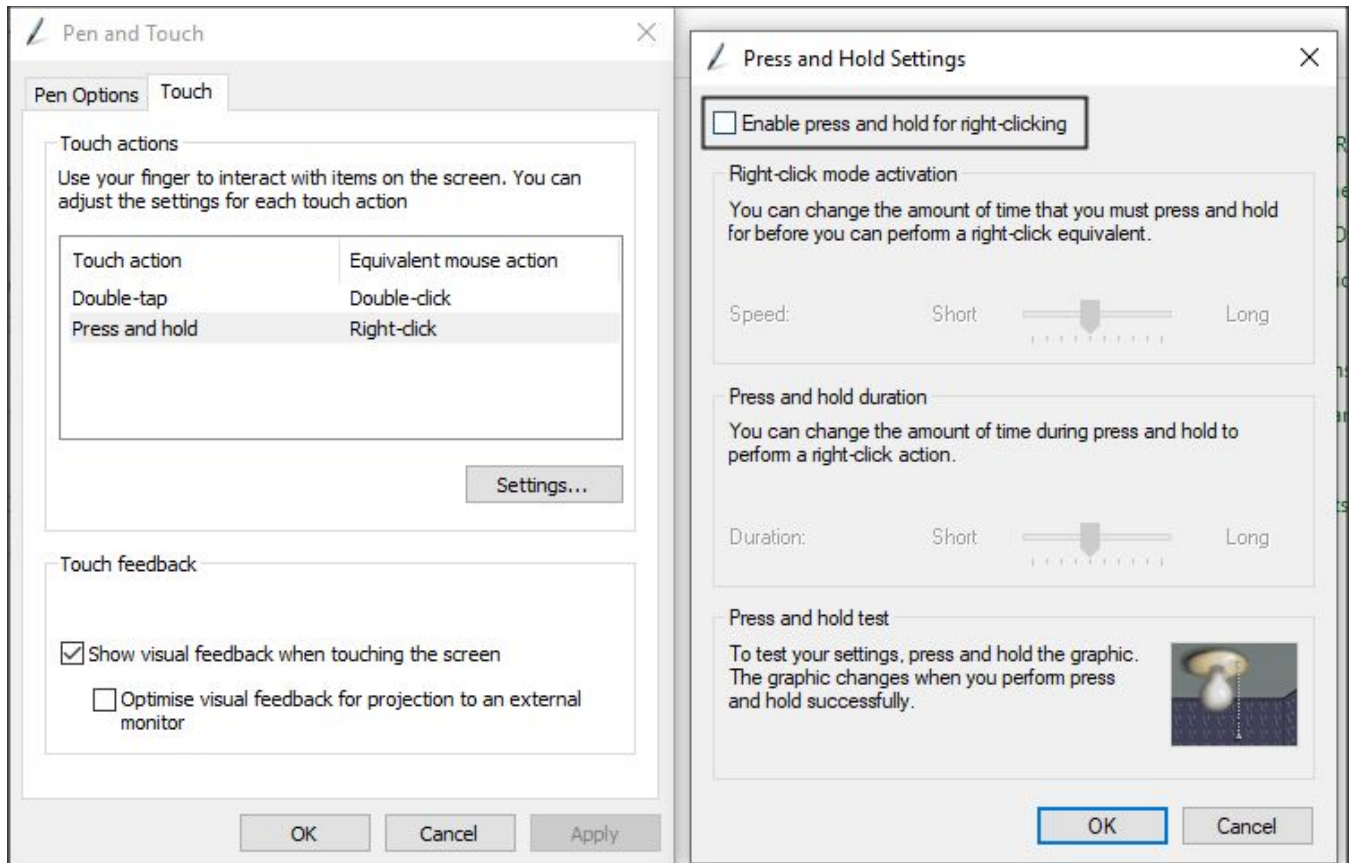 Pen and Touch
Pen Options
Touch
Touch actions
Use your finger to interact with items on the screen. You can
adjust the settings for each touch action
Touch action Equivalent mouse action
Double-tap Double-click
Press and hold Right-click
Settings...
Touch feedback
Show visual feedback when touching the screen
Optimise visual feedback for projection to an external
monitor
OK Cancel Apply
Press and Hold Settings
Enable press and hold for right-clicking
Right-click mode activation
You can change the amount of time that you must press and hold
for before you can perform a right-click equivalent.
Speed: Short Long
Press and hold duration
You can change the amount of time during press and hold to
perform a right-click action.
Duration: Short Long
Press and hold test
To test your settings, press and hold the graphic.
The graphic changes when you perform press
and hold successfully.
OK Cancel